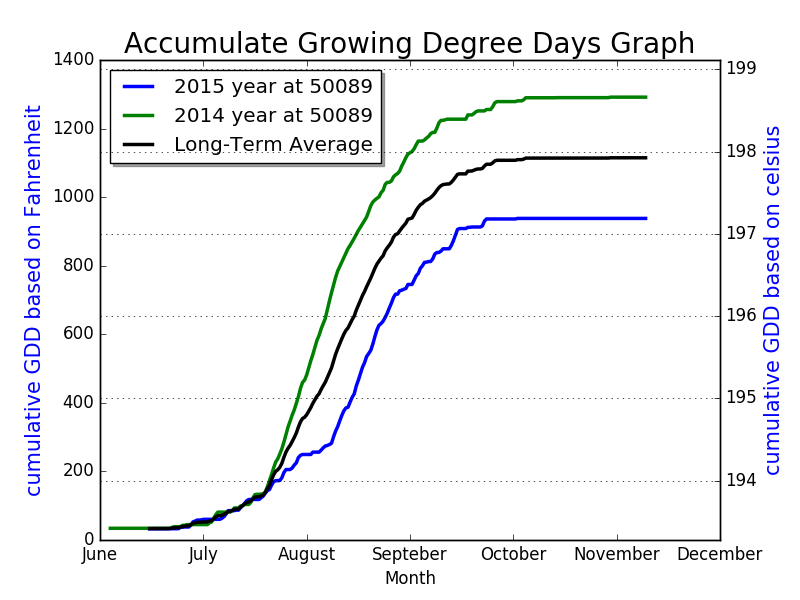 Accumulate Growing Degree Days Graph
cumulative GDD based on Fahrenheit
1400
1200
1000
800
600
400
200
0
2015 year at 50089
2014 year at 50089
Long-Term Average
199
198
197
196
195
194
cumulative GDD based on celsius
June July August Septeber October November December
Month